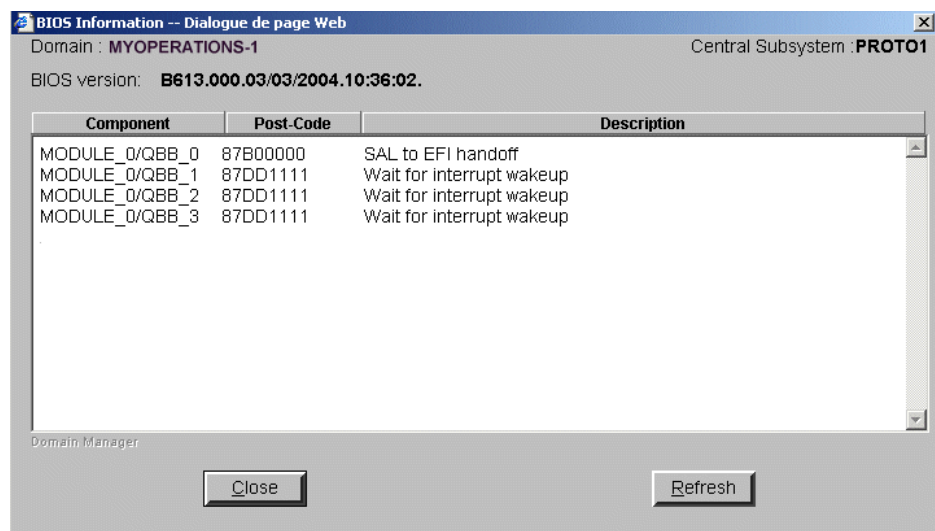 BIOS Information -- Dialogue de page Web
Domain : MYOPERATIONS-1 Central Subsystem :PROTO1
BIOS version: B613.000.03/03/2004.10:36:02.
Component Post-Code Description
MODULE_0/QBB_0 87B00000 SAL to EFI handoff
MODULE_0/QBB_1 87DD1111 Wait for interrupt wakeup
MODULE_0/QBB_2 87DD1111 Wait for interrupt wakeup
MODULE_0/QBB_3 87DD1111 Wait for interrupt wakeup
Domain Manager
Close Refresh